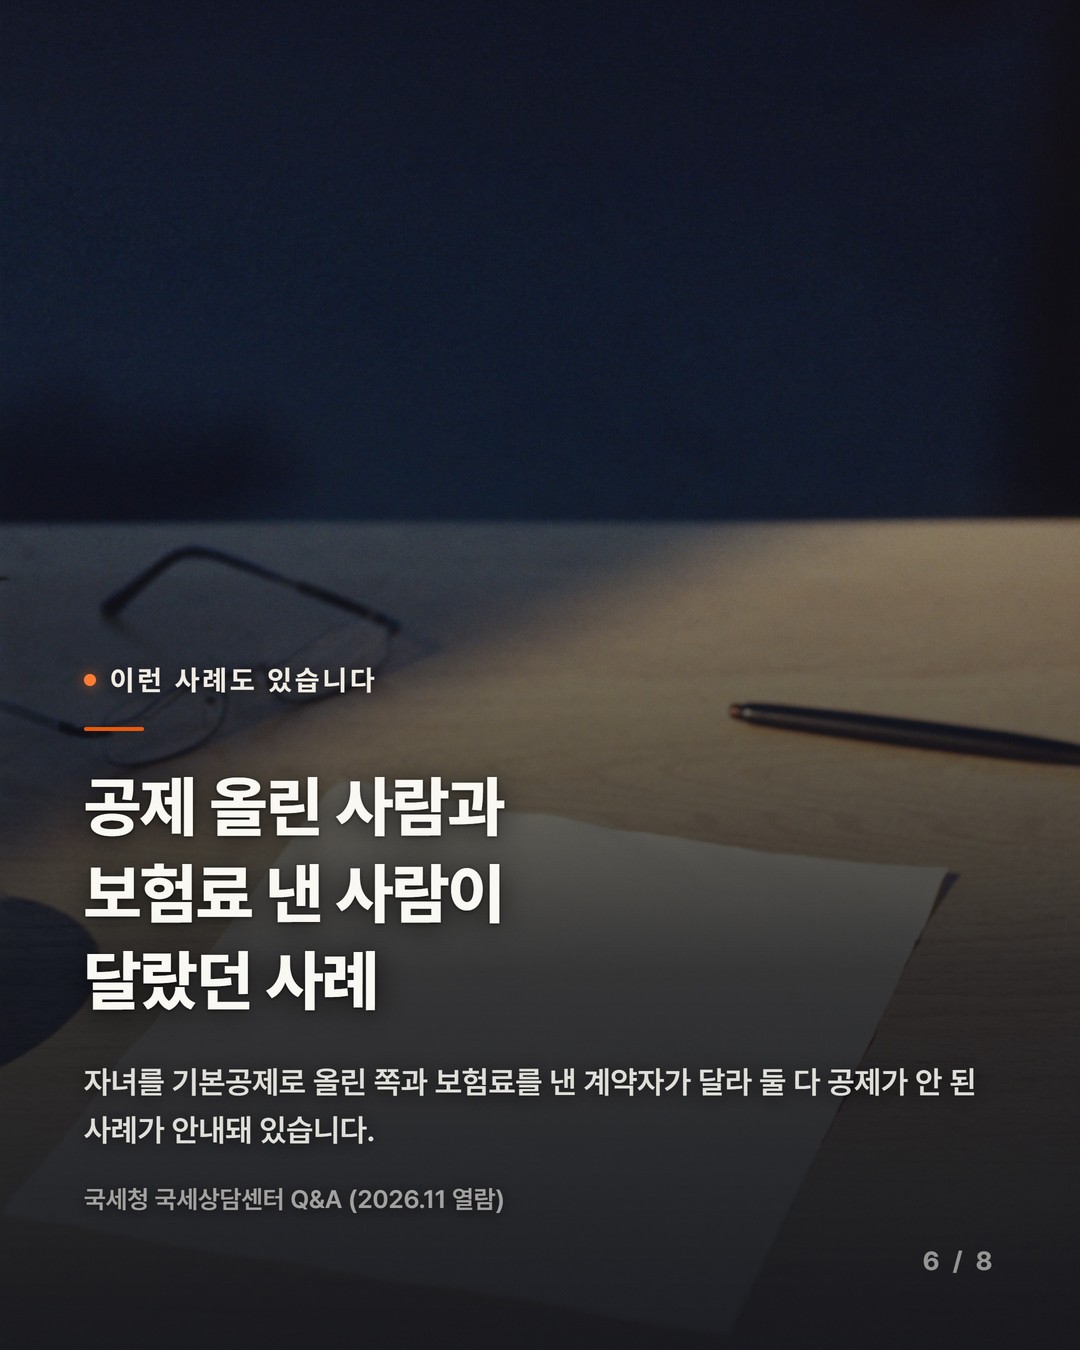 이런 사례도 있습니다
공제 올린 사람과
보험료 낸 사람이
달랐던 사례
자녀를 기본공제로 올린 쪽과 보험료를 낸 계약자가 달라 둘 다 공제가 안 된
사례가 안내돼 있습니다.
국세청 국세상담센터 Q&A (2026.11 열람)
6 / 8